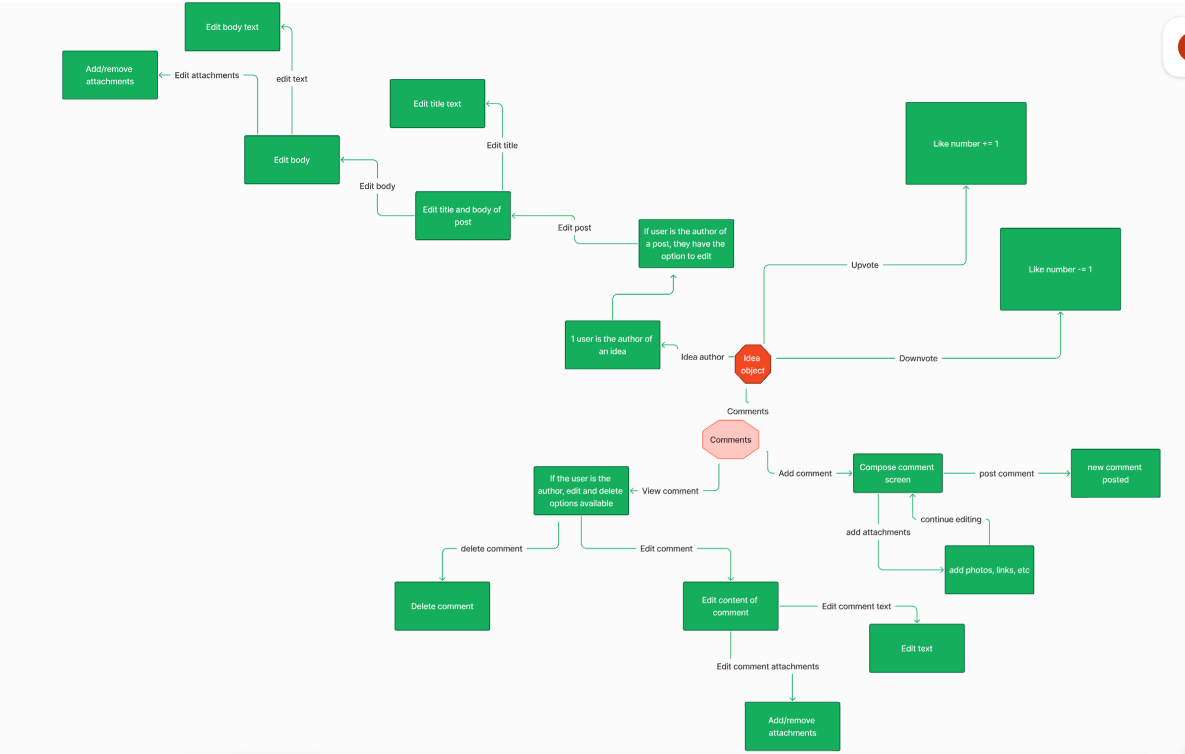 Edit body text
Add/remove
attachments
Edit attachments
edit text
Edit title text
Edit title
Edit body
Edit body
Edit title and body of
post
Edit post
If user is the author of
a post, they have the
option to edit
Like number += 1
Like number -= 1
Upvote
Downvote
1 user is the author of
an idea
Idea author
Idea
object
Comments
Comments
Add comment
Compose comment
screen
post comment
new comment
posted
continue editing
add attachments
add photos, links, etc
If the user is the
author, edit and delete
options available
View comment
delete comment
Edit comment
Delete comment
Edit content of
comment
Edit comment text
Edit text
Edit comment attachments
Add/remove
attachments